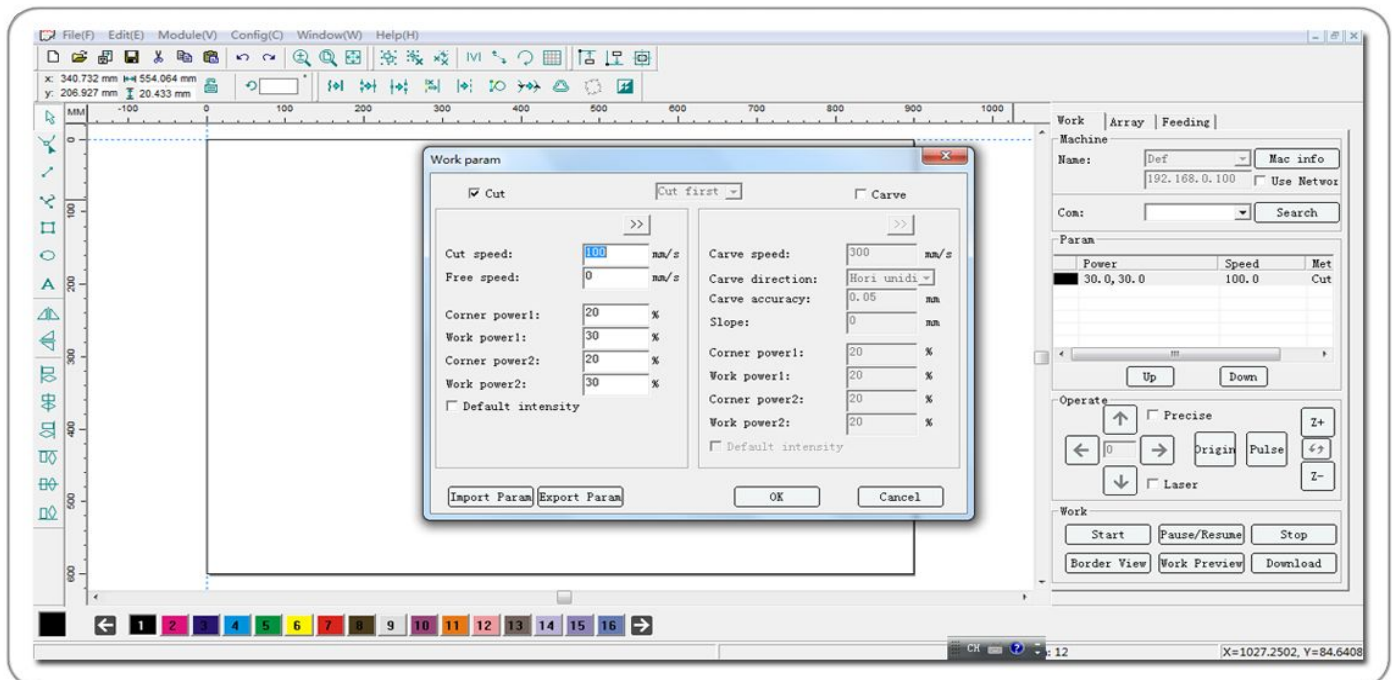 File(F) Edit(E) Module(V) Config(C) Window(W) Help(H)
x: 340.732 mm 554.064 mm
y: 206.927 mm 20.433 mm
MM -100 0 100 200 300 400 500 600 700 800 900 1000
0
100
200
300
400
500
600
Work param
Cut Cut first Carve
>> >>
Cut speed: 100 mm/s
Free speed: 0 mm/s
Corner power1: 20 %
Work power1: 30 %
Corner power2: 20 %
Work power2: 30 %
Default intensity
Carve speed: 300 mm/s
Carve direction: Hori unidi
Carve accuracy: 0.05 mm
Slope: 0 mm
Corner power1: 20 %
Work power1: 20 %
Corner power2: 20 %
Work power2: 20 %
Default intensity
Import Param Export Param OK Cancel
Work Array Feeding
Machine
Name: Def Mac info
192.168.0.100 Use Networ
Com: Search
Param
Power Speed Met
30.0,30.0 100.0 Cut
Up Down
Operate
Precise
0 Origin Pulse
Laser
Z+
Z-
Work
Start Pause/Resume Stop
Border View Work Preview Download
1 2 3 4 5 6 7 8 9 10 11 12 13 14 15 16
CH
: 12 X=1027.2502, Y=84.6408